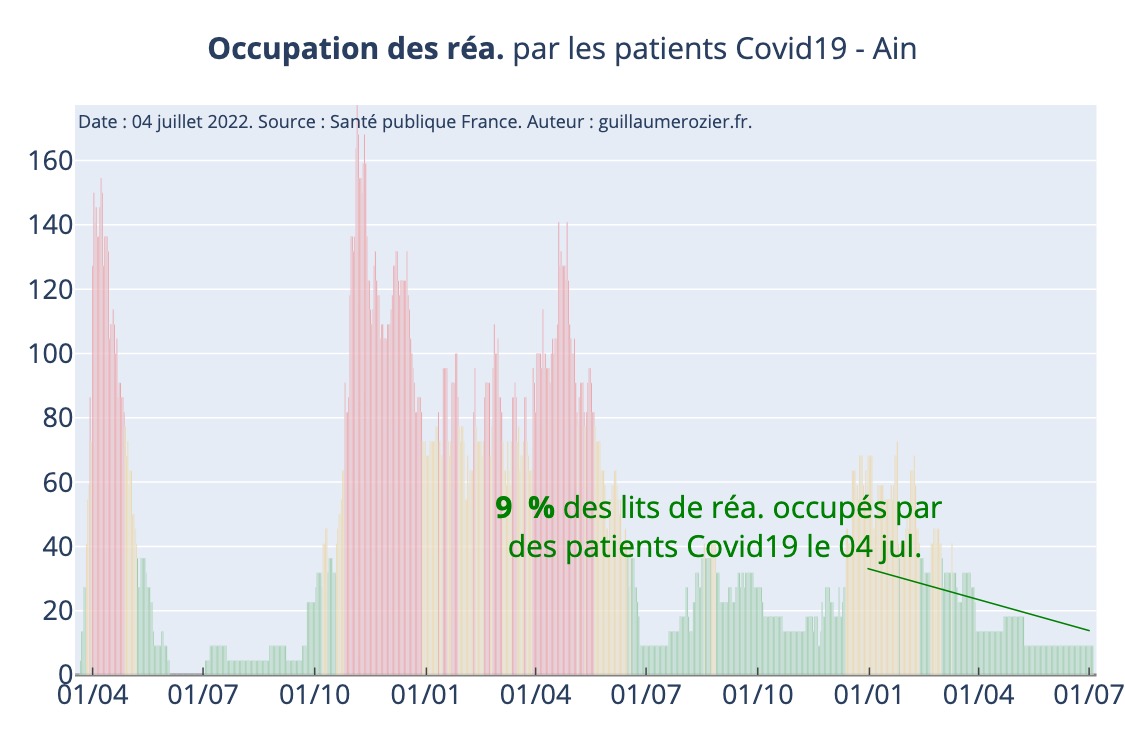 Occupation des réa. par les patients Covid19 - Ain
Date : 04 juillet 2022. Source : Santé publique France. Auteur : guillaumerozier.fr.
160
140
120
100
80
60
9 % des lits de réa. occupés par
des patients Covid19 le 04 jul.
40
20
0
01/04 01/07 01/10 01/01 01/04 01/07 01/10 01/01 01/04 01/07